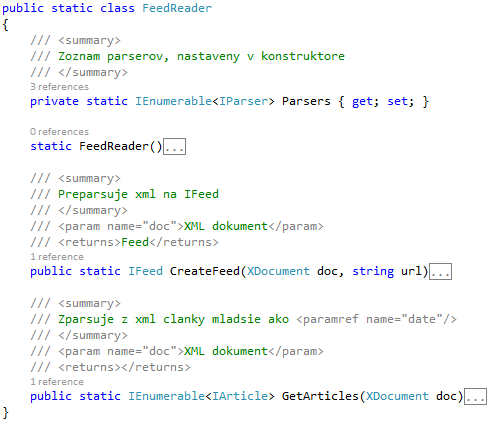 public static class FeedReader
{
/// <summary>
/// Zoznam parserov, nastaveny v konstruktore
/// </summary>
3 references
private static IEnumerable<IParser> Parsers { get; set; }
0 references
static FeedReader()...
/// <summary>
/// Preparsuje xml na IFeed
/// </summary>
/// <param name="doc">XML dokument</param>
/// <returns>Feed</returns>
1 reference
public static IFeed CreateFeed(XDocument doc, string url)...
/// <summary>
/// Zparsuje z xml clanky mladsie ako <paramref name="date"/>
/// </summary>
/// <param name="doc">XML dokument</param>
/// <returns></returns>
1 reference
public static IEnumerable<IArticle> GetArticles(XDocument doc)...
}